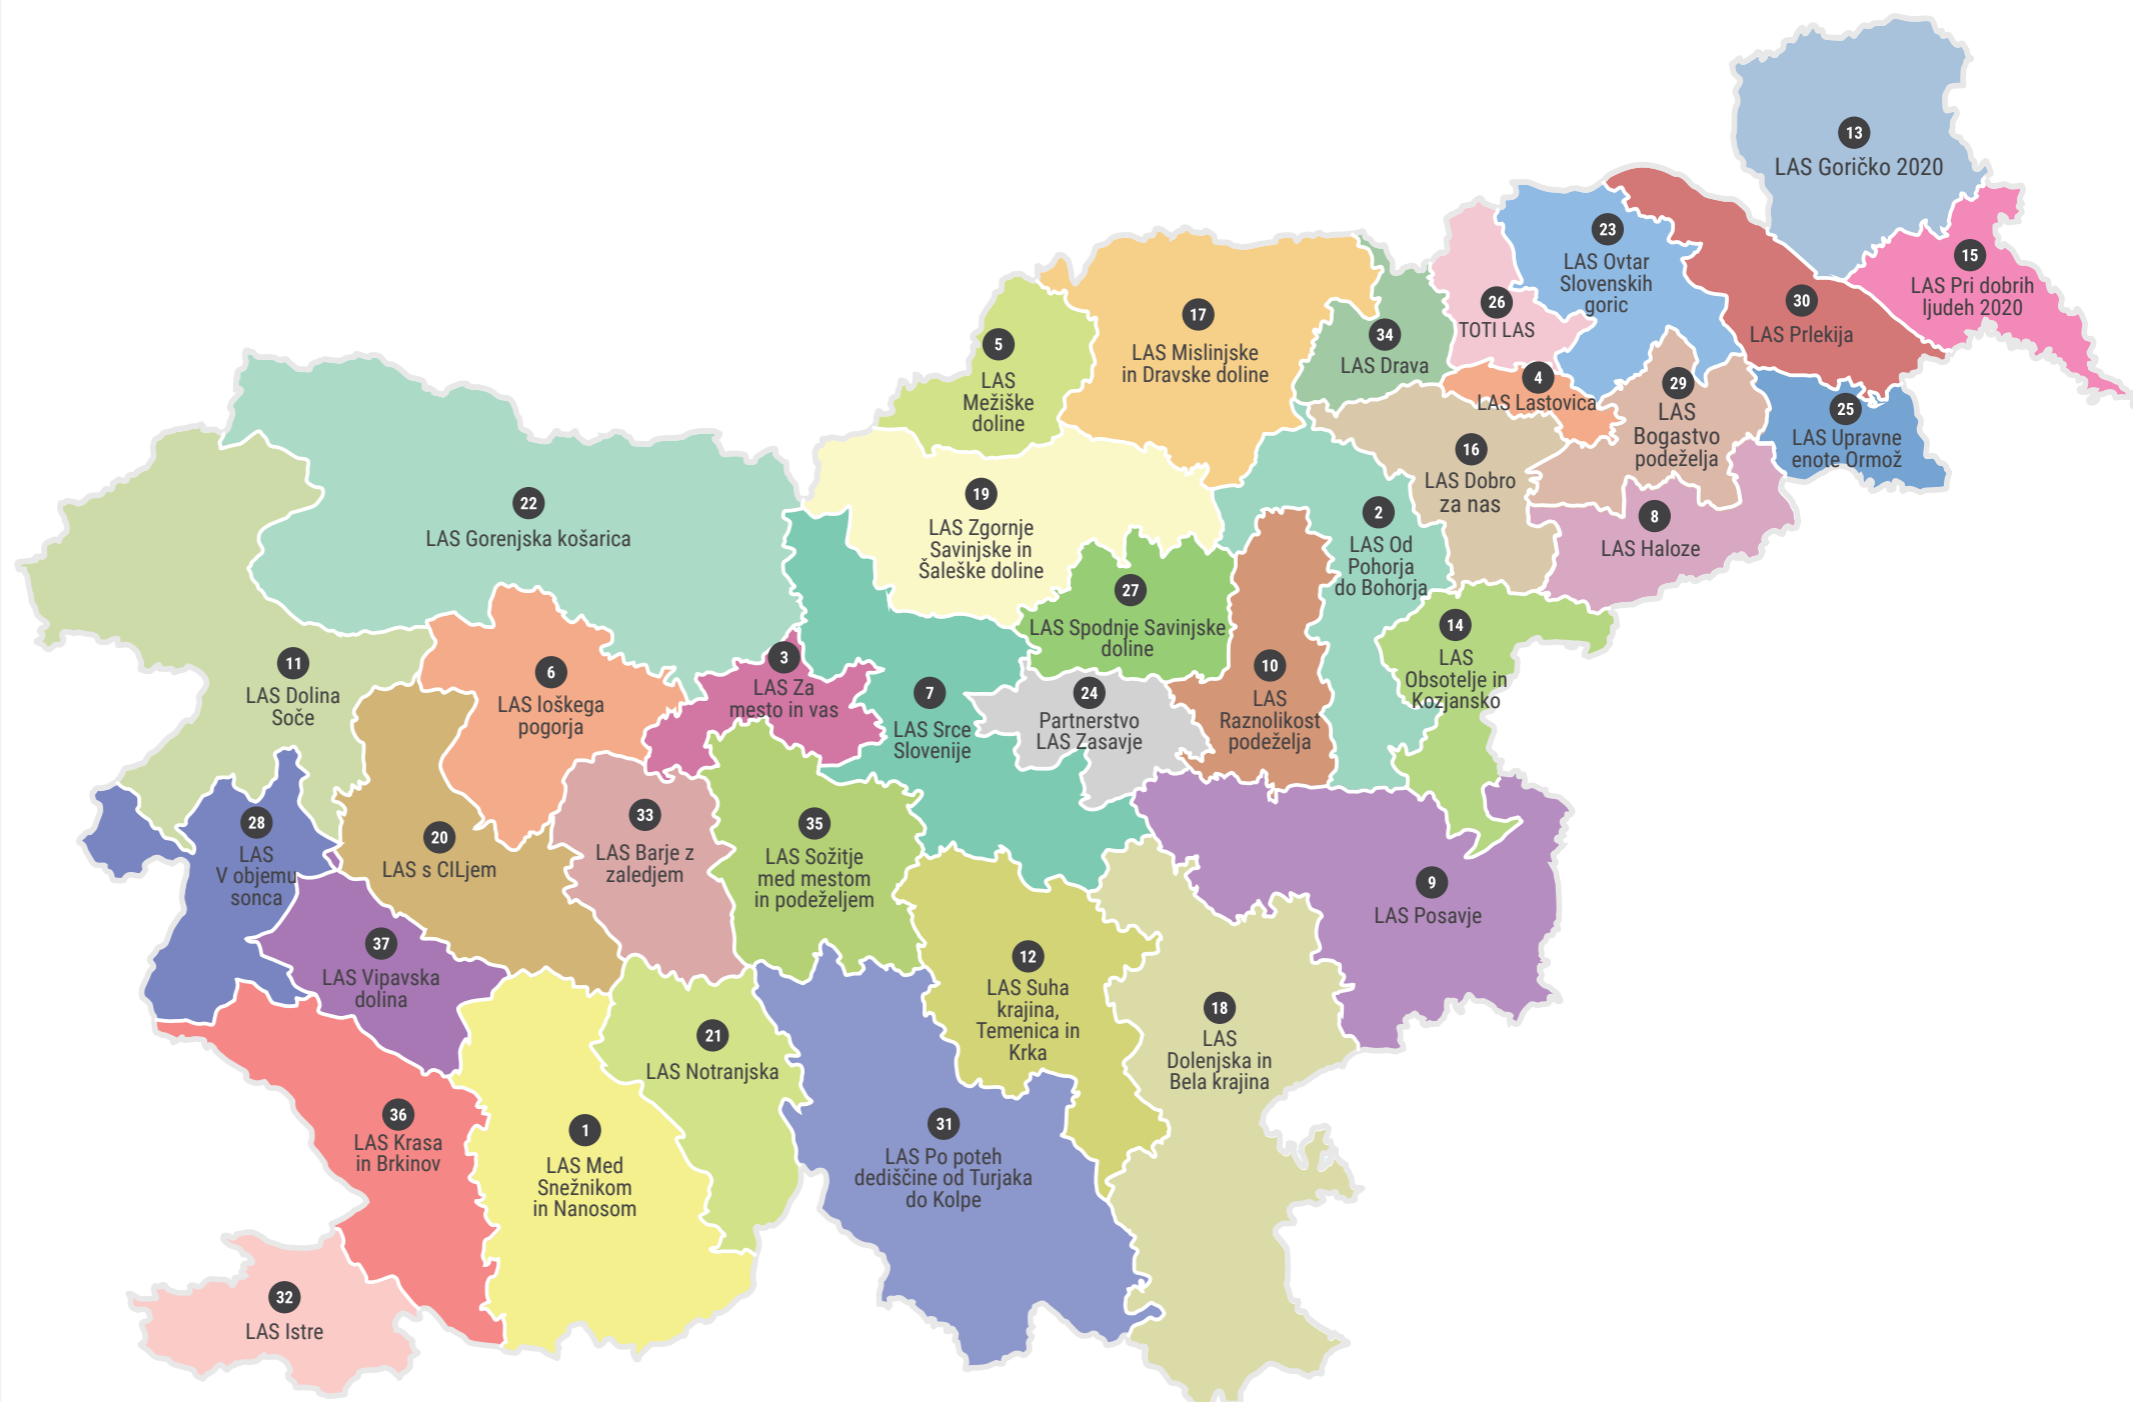 13
LAS Goričko 2020
23
LAS Ovtar
Slovenskih
goric
15
LAS Pri dobrih
ljudeh 2020
26
TOTI LAS
30
LAS Prlekija
17
LAS Mislinjske
in Dravske doline
34
LAS Drava
5
LAS
Mežiške
doline
4
LAS Lastovica
29
LAS
Bogastvo
podeželja
25
LAS Upravne
enote Ormož
16
LAS Dobro
za nas
22
LAS Gorenjska košarica
19
LAS Zgornje
Savinjske in
Šaleške doline
2
LAS Od
Pohorja
do Bohorja
8
LAS Haloze
27
LAS Spodnje Savinjske
doline
14
LAS
Obsotelje in
Kozjansko
11
LAS Dolina
Soče
6
LAS loškega
pogorja
3
LAS Za
mesto in vas
7
LAS Srce
Slovenije
24
Partnerstvo
LAS Zasavje
10
LAS
Raznolikost
podeželja
28
LAS
V objemu
sonca
20
LAS s CILjem
33
LAS Barje z
zaledjem
35
LAS Sožitje
med mestom
in podeželjem
9
LAS Posavje
37
LAS Vipavska
dolina
12
LAS Suha
krajina,
Temenica in
Krka
18
LAS
Dolenjska in
Bela krajina
21
LAS Notranjska
36
LAS Krasa
in Brkinov
1
LAS Med
Snežnikom
in Nanosom
31
LAS Po poteh
dediščine od Turjaka
do Kolpe
32
LAS Istre